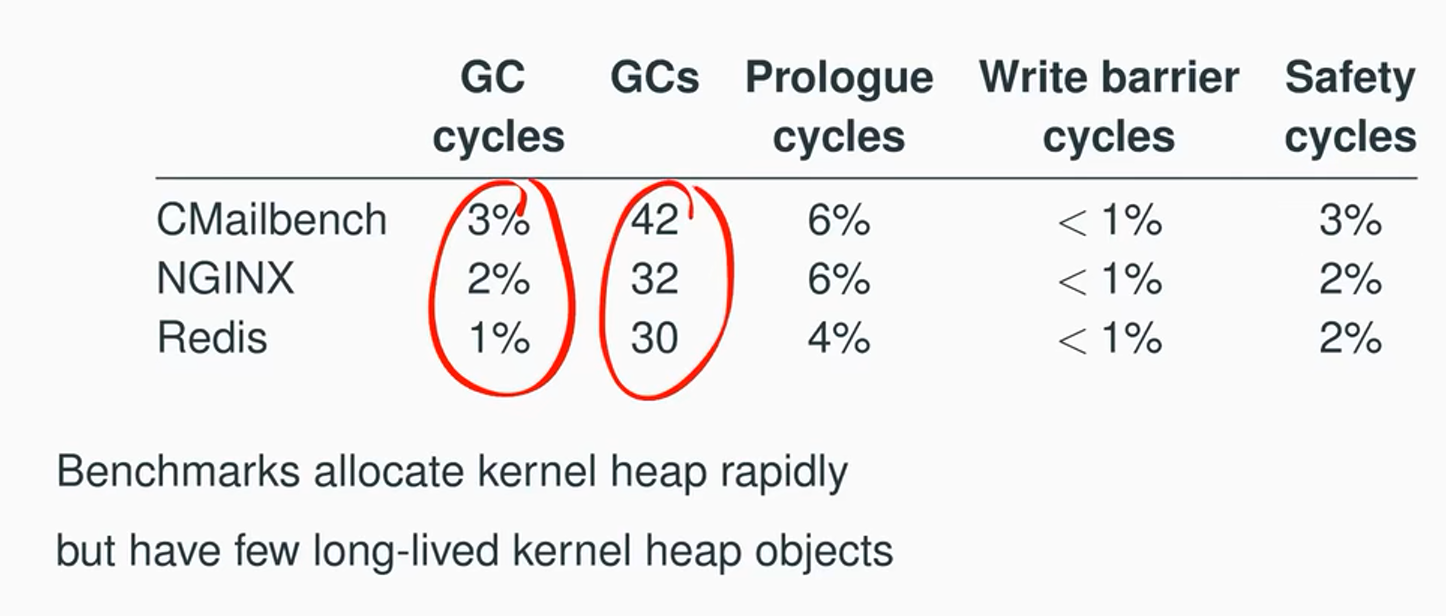 GC GCs Prologue Write barrier Safety
cycles cycles cycles cycles
CMailbench 3% 42 6% < 1% 3%
NGINX 2% 32 6% < 1% 2%
Redis 1% 30 4% < 1% 2%
Benchmarks allocate kernel heap rapidly
but have few long-lived kernel heap objects